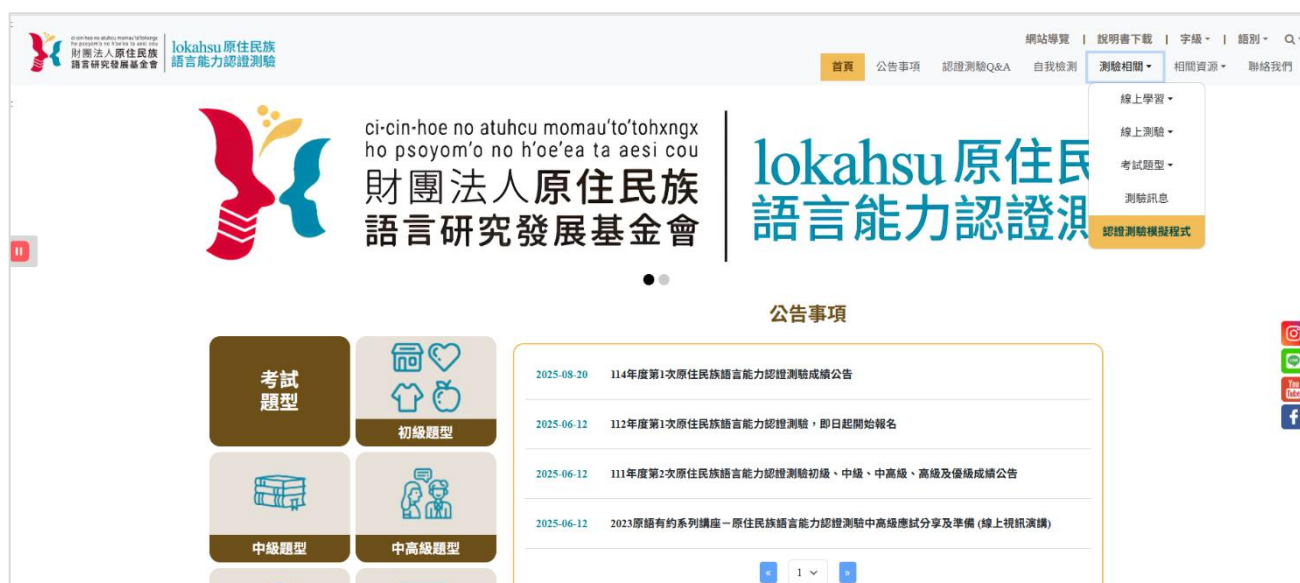 財團法人原住民族
語言研究發展基金會
lokahsu原住民族
語言能力認證測驗
網站導覽 | 說明書下載 | 字級 | 語別
首頁 公告事項 認證測驗Q&A 自我檢測 測驗相關 相關資源 聯絡我們
線上學習
線上測驗
考試題型
測驗訊息
認證測驗模擬程式
ci-cin-hoe no atuhcu momau'to'tohxngx
ho psoyom'o no h'oe'ea ta aesi cou
財團法人原住民族
語言研究發展基金會
lokahsu原住民
語言能力認證測
公告事項
考試
題型
初級題型
中級題型
中高級題型
2025-08-20 114年度第1次原住民族語言能力認證測驗成績公告
2025-06-12 112年度第1次原住民族語言能力認證測驗，即日起開始報名
2025-06-12 111年度第2次原住民族語言能力認證測驗初級、中級、中高級、高級及優級成績公告
2025-06-12 2023原語有約系列講座－原住民族語言能力認證測驗中高級應試分享及準備 (線上視訊演講)
« 1 »
You
Tube